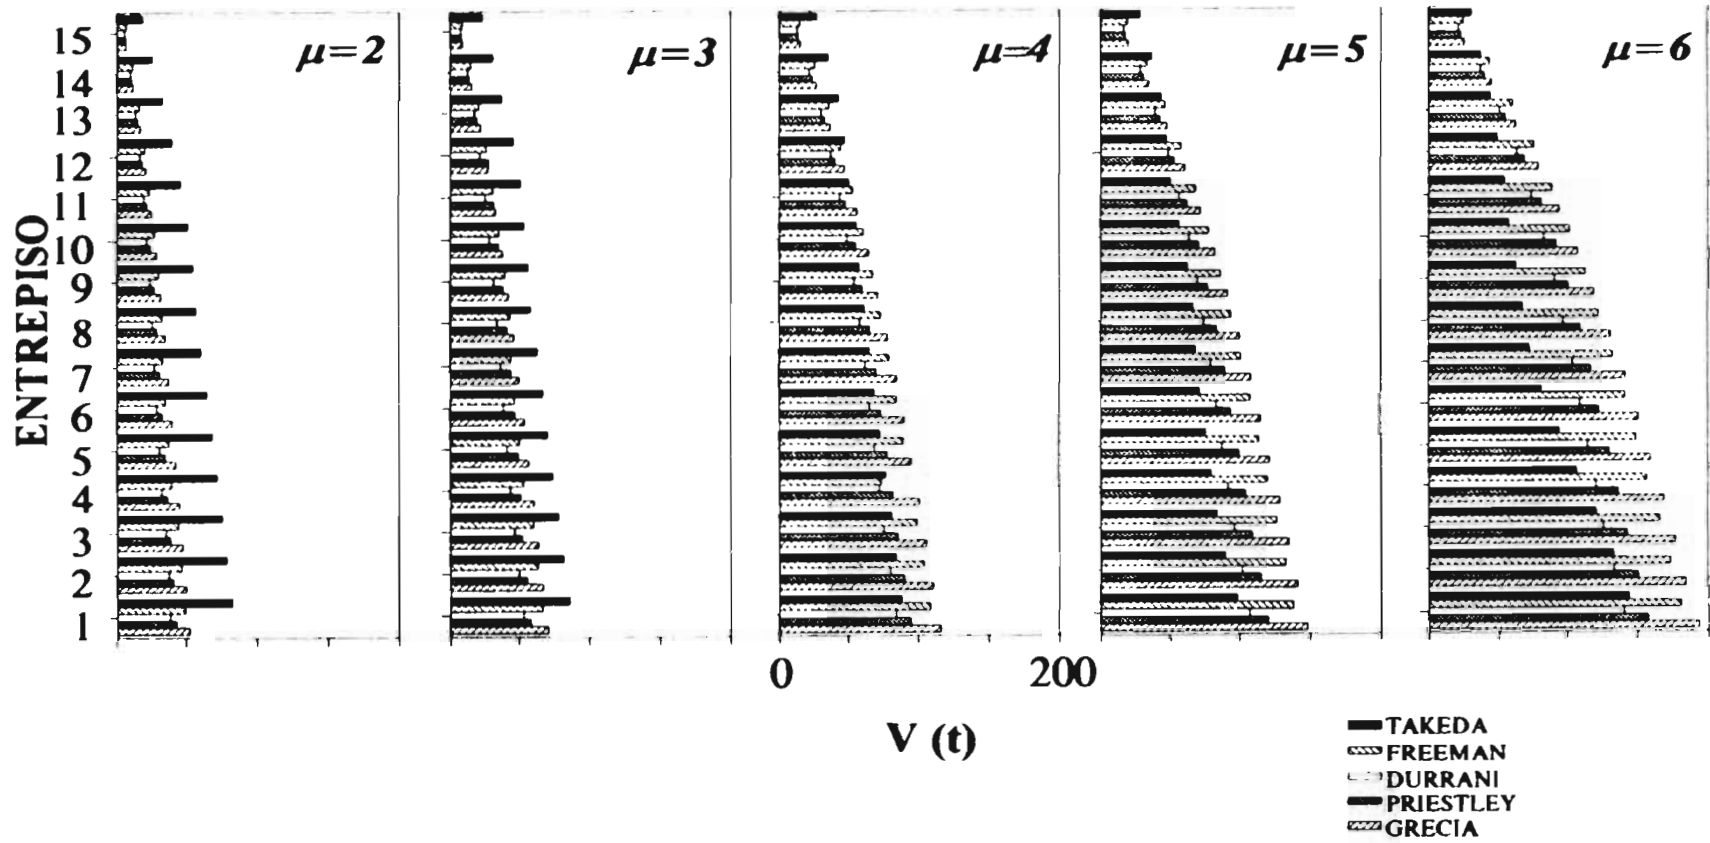 μ=2
μ=3
μ=4
μ=5
μ=6
ENTREPISO
15
14
13
12
11
10
9
8
7
6
5
4
3
2
1
0
200
V (t)
TAKEDA
FREEMAN
DURRANI
PRIESTLEY
GRECIA